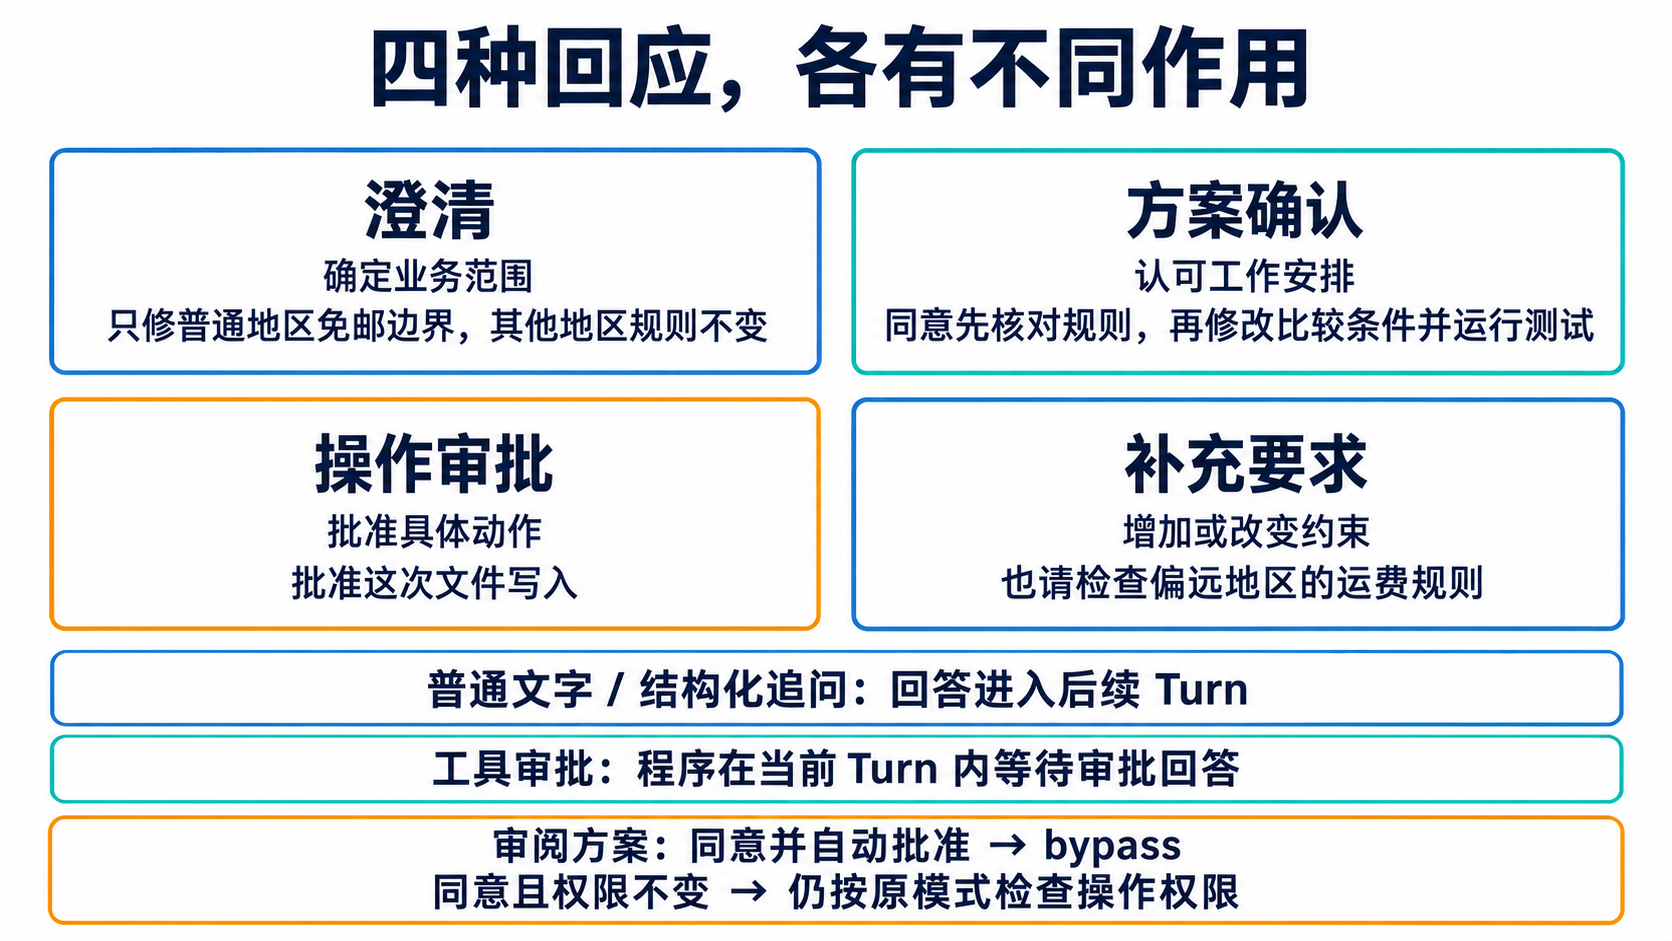 四种回应，各有不同作用
澄清
确定业务范围
只修普通地区免邮边界，其他地区规则不变
方案确认
认可工作安排
同意先核对规则，再修改比较条件并运行测试
操作审批
批准具体动作
批准这次文件写入
补充要求
增加或改变约束
也请检查偏远地区的运费规则
普通文字 / 结构化追问：回答进入后续 Turn
工具审批：程序在当前 Turn 内等待审批回答
审阅方案：同意并自动批准 → bypass
同意且权限不变 → 仍按原模式检查操作权限